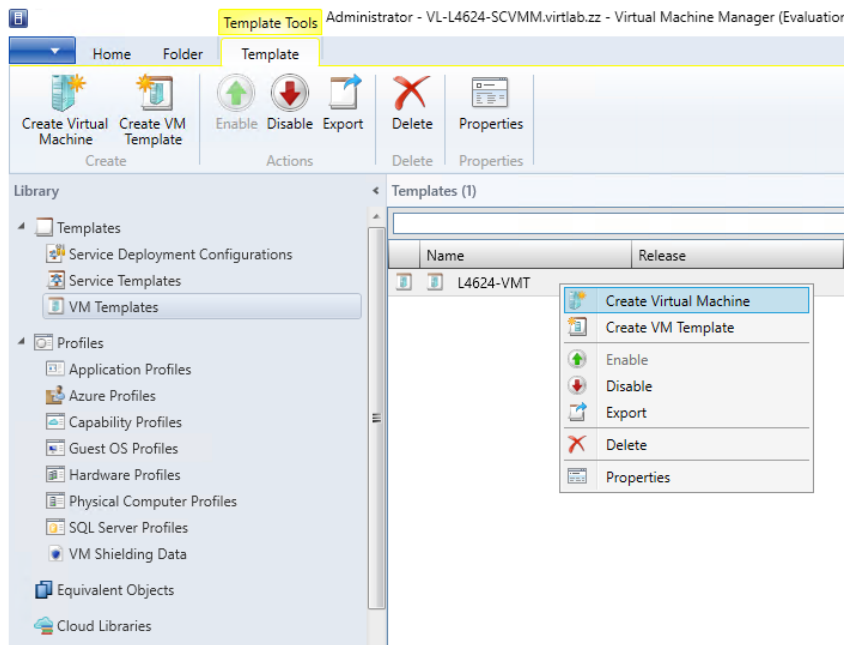 Template Tools
Administrator - VL-L4624-SCVMM.virtlab.zz - Virtual Machine Manager (Evaluation
Home Folder Template
Create Virtual Machine
Create VM Template
Enable Disable Export
Delete
Properties
Create
Actions
Delete
Properties
Library
Templates
Service Deployment Configurations
Service Templates
VM Templates
Profiles
Application Profiles
Azure Profiles
Capability Profiles
Guest OS Profiles
Hardware Profiles
Physical Computer Profiles
SQL Server Profiles
VM Shielding Data
Equivalent Objects
Cloud Libraries
Templates (1)
Name Release
L4624-VMT
Create Virtual Machine
Create VM Template
Enable
Disable
Export
Delete
Properties